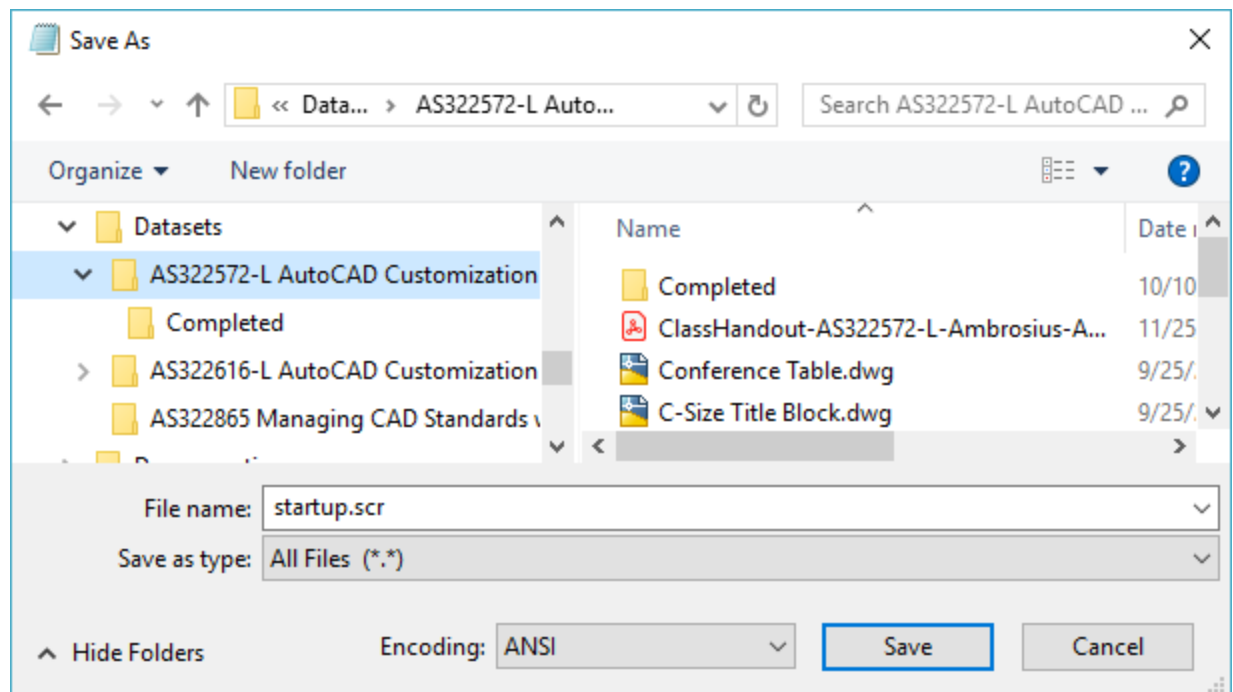 Save As
« Data... > AS322572-L Auto...
Search AS322572-L AutoCAD ...
Organize
New folder
Datasets
AS322572-L AutoCAD Customization
Completed
AS322616-L AutoCAD Customization
AS322865 Managing CAD Standards
Name
Date
Completed
10/10
ClassHandout-AS322572-L-Ambrosius-A...
11/25
Conference Table.dwg
9/25/
C-Size Title Block.dwg
9/25/
File name: startup.scr
Save as type: All Files (*.*)
Hide Folders
Encoding: ANSI
Save
Cancel